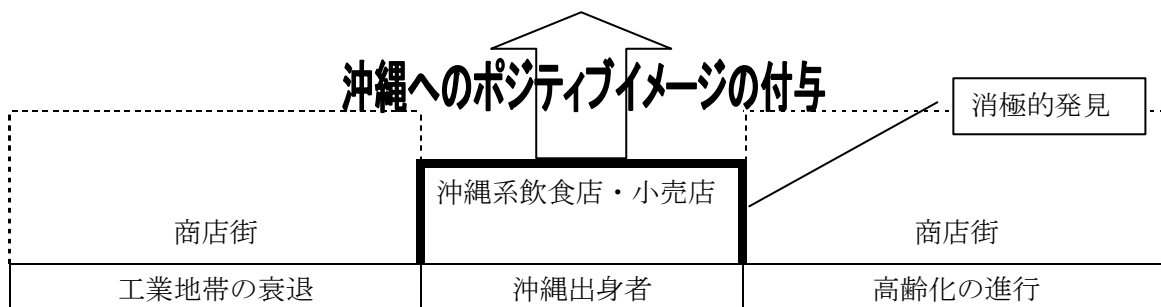 沖縄へのポジティブイメージの付与
消極的発見
沖縄系飲食店・小売店
商店街
商店街
工業地帯の衰退
沖縄出身者
高齢化の進行